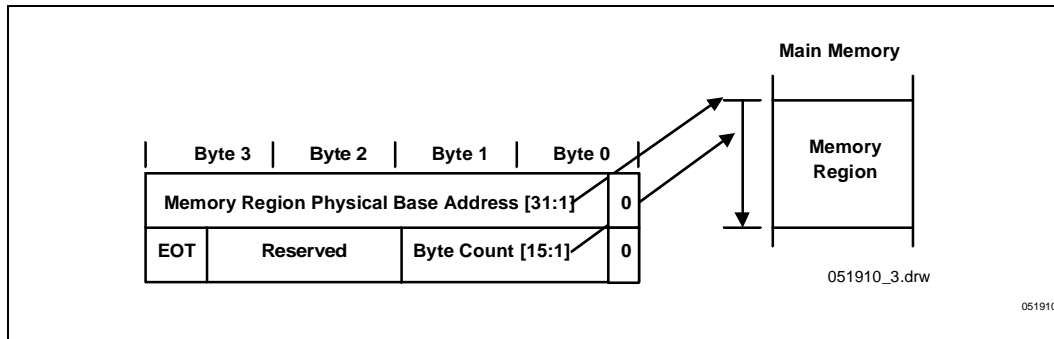 Main Memory
Byte 3 Byte 2 Byte 1 Byte 0
Memory
Region
Memory Region Physical Base Address [31:1] 0
EOT Reserved Byte Count [15:1] 0
051910_3.drw
051910